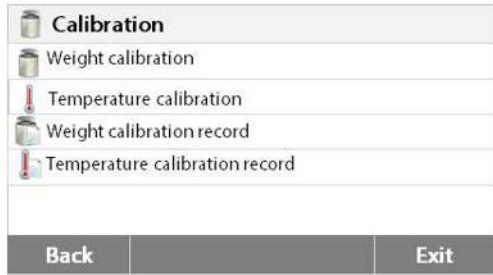 Calibration
Weight calibration
Temperature calibration
Weight calibration record
Temperature calibration record
Back Exit